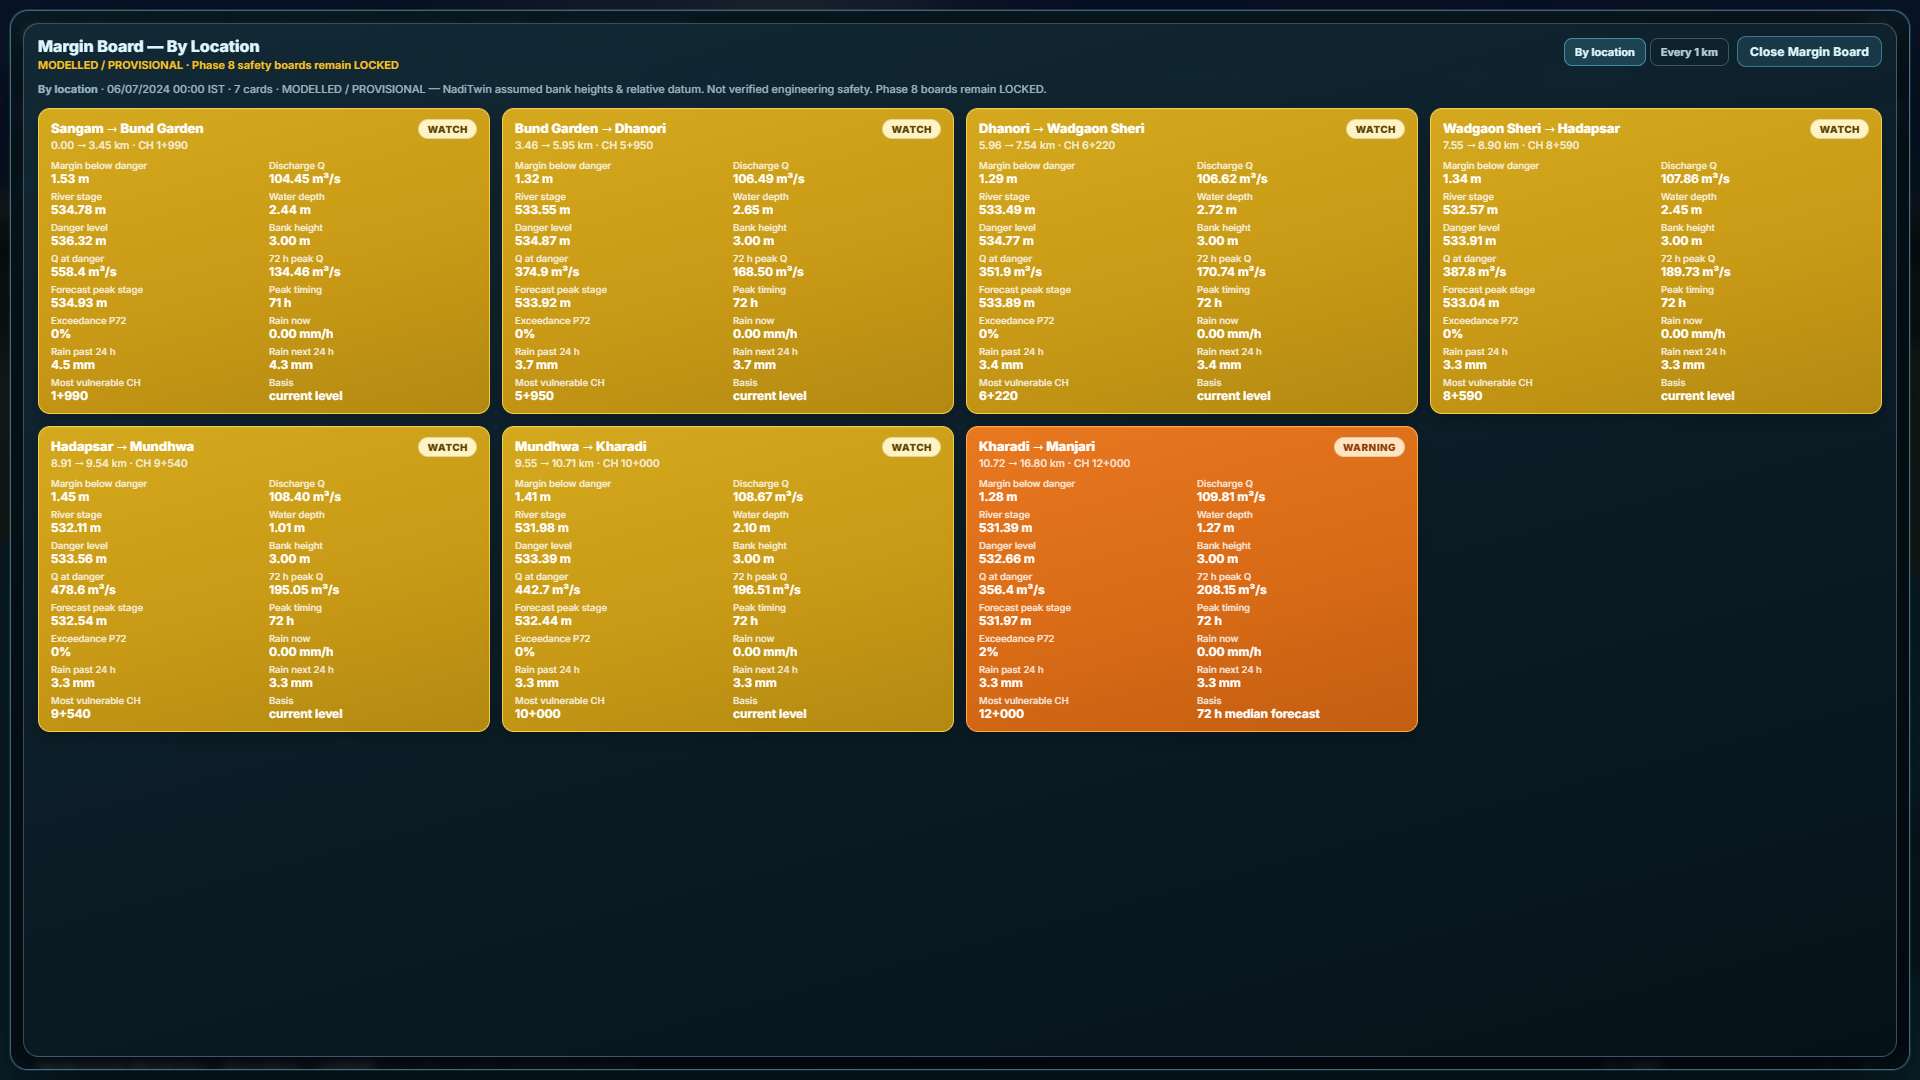 Margin Board — By Location
MODELLED / PROVISIONAL · Phase 8 safety boards remain LOCKED
By location
Every 1 km
Close Margin Board
By location · 06/07/2024 00:00 IST · 7 cards · MODELLED / PROVISIONAL — NadiTwin assumed bank heights & relative datum. Not verified engineering safety. Phase 8 boards remain LOCKED.
Sangam → Bund Garden WATCH
0.00 → 3.45 km · CH 1+990
Margin below danger Discharge Q
1.53 m 104.45 m³/s
River stage Water depth
534.78 m 2.44 m
Danger level Bank height
536.32 m 3.00 m
Q at danger 72 h peak Q
558.4 m³/s 134.46 m³/s
Forecast peak stage Peak timing
534.93 m 71 h
Exceedance P72 Rain now
0% 0.00 mm/h
Rain past 24 h Rain next 24 h
4.5 mm 4.3 mm
Most vulnerable CH Basis
1+990 current level
Bund Garden → Dhanori WATCH
3.46 → 5.95 km · CH 5+950
Margin below danger Discharge Q
1.32 m 106.49 m³/s
River stage Water depth
533.55 m 2.65 m
Danger level Bank height
534.87 m 3.00 m
Q at danger 72 h peak Q
374.9 m³/s 168.50 m³/s
Forecast peak stage Peak timing
533.92 m 72 h
Exceedance P72 Rain now
0% 0.00 mm/h
Rain past 24 h Rain next 24 h
3.7 mm 3.7 mm
Most vulnerable CH Basis
5+950 current level
Dhanori → Wadgaon Sheri WATCH
5.96 → 7.54 km · CH 6+220
Margin below danger Discharge Q
1.29 m 106.62 m³/s
River stage Water depth
533.49 m 2.72 m
Danger level Bank height
534.77 m 3.00 m
Q at danger 72 h peak Q
351.9 m³/s 170.74 m³/s
Forecast peak stage Peak timing
533.89 m 72 h
Exceedance P72 Rain now
0% 0.00 mm/h
Rain past 24 h Rain next 24 h
3.4 mm 3.4 mm
Most vulnerable CH Basis
6+220 current level
Wadgaon Sheri → Hadapsar WATCH
7.55 → 8.90 km · CH 8+590
Margin below danger Discharge Q
1.34 m 107.86 m³/s
River stage Water depth
532.57 m 2.45 m
Danger level Bank height
533.91 m 3.00 m
Q at danger 72 h peak Q
387.8 m³/s 189.73 m³/s
Forecast peak stage Peak timing
533.04 m 72 h
Exceedance P72 Rain now
0% 0.00 mm/h
Rain past 24 h Rain next 24 h
3.3 mm 3.3 mm
Most vulnerable CH Basis
8+590 current level
Hadapsar → Mundhwa WATCH
8.91 → 9.54 km · CH 9+540
Margin below danger Discharge Q
1.45 m 108.40 m³/s
River stage Water depth
532.11 m 1.01 m
Danger level Bank height
533.56 m 3.00 m
Q at danger 72 h peak Q
478.6 m³/s 195.05 m³/s
Forecast peak stage Peak timing
532.54 m 72 h
Exceedance P72 Rain now
0% 0.00 mm/h
Rain past 24 h Rain next 24 h
3.3 mm 3.3 mm
Most vulnerable CH Basis
9+540 current level
Mundhwa → Kharadi WATCH
9.55 → 10.71 km · CH 10+000
Margin below danger Discharge Q
1.41 m 108.67 m³/s
River stage Water depth
531.98 m 2.10 m
Danger level Bank height
533.39 m 3.00 m
Q at danger 72 h peak Q
442.7 m³/s 196.51 m³/s
Forecast peak stage Peak timing
532.44 m 72 h
Exceedance P72 Rain now
0% 0.00 mm/h
Rain past 24 h Rain next 24 h
3.3 mm 3.3 mm
Most vulnerable CH Basis
10+000 current level
Kharadi → Manjari WARNING
10.72 → 16.80 km · CH 12+000
Margin below danger Discharge Q
1.28 m 109.81 m³/s
River stage Water depth
531.39 m 1.27 m
Danger level Bank height
532.66 m 3.00 m
Q at danger 72 h peak Q
356.4 m³/s 208.15 m³/s
Forecast peak stage Peak timing
531.97 m 72 h
Exceedance P72 Rain now
2% 0.00 mm/h
Rain past 24 h Rain next 24 h
3.3 mm 3.3 mm
Most vulnerable CH Basis
12+000 72 h median forecast